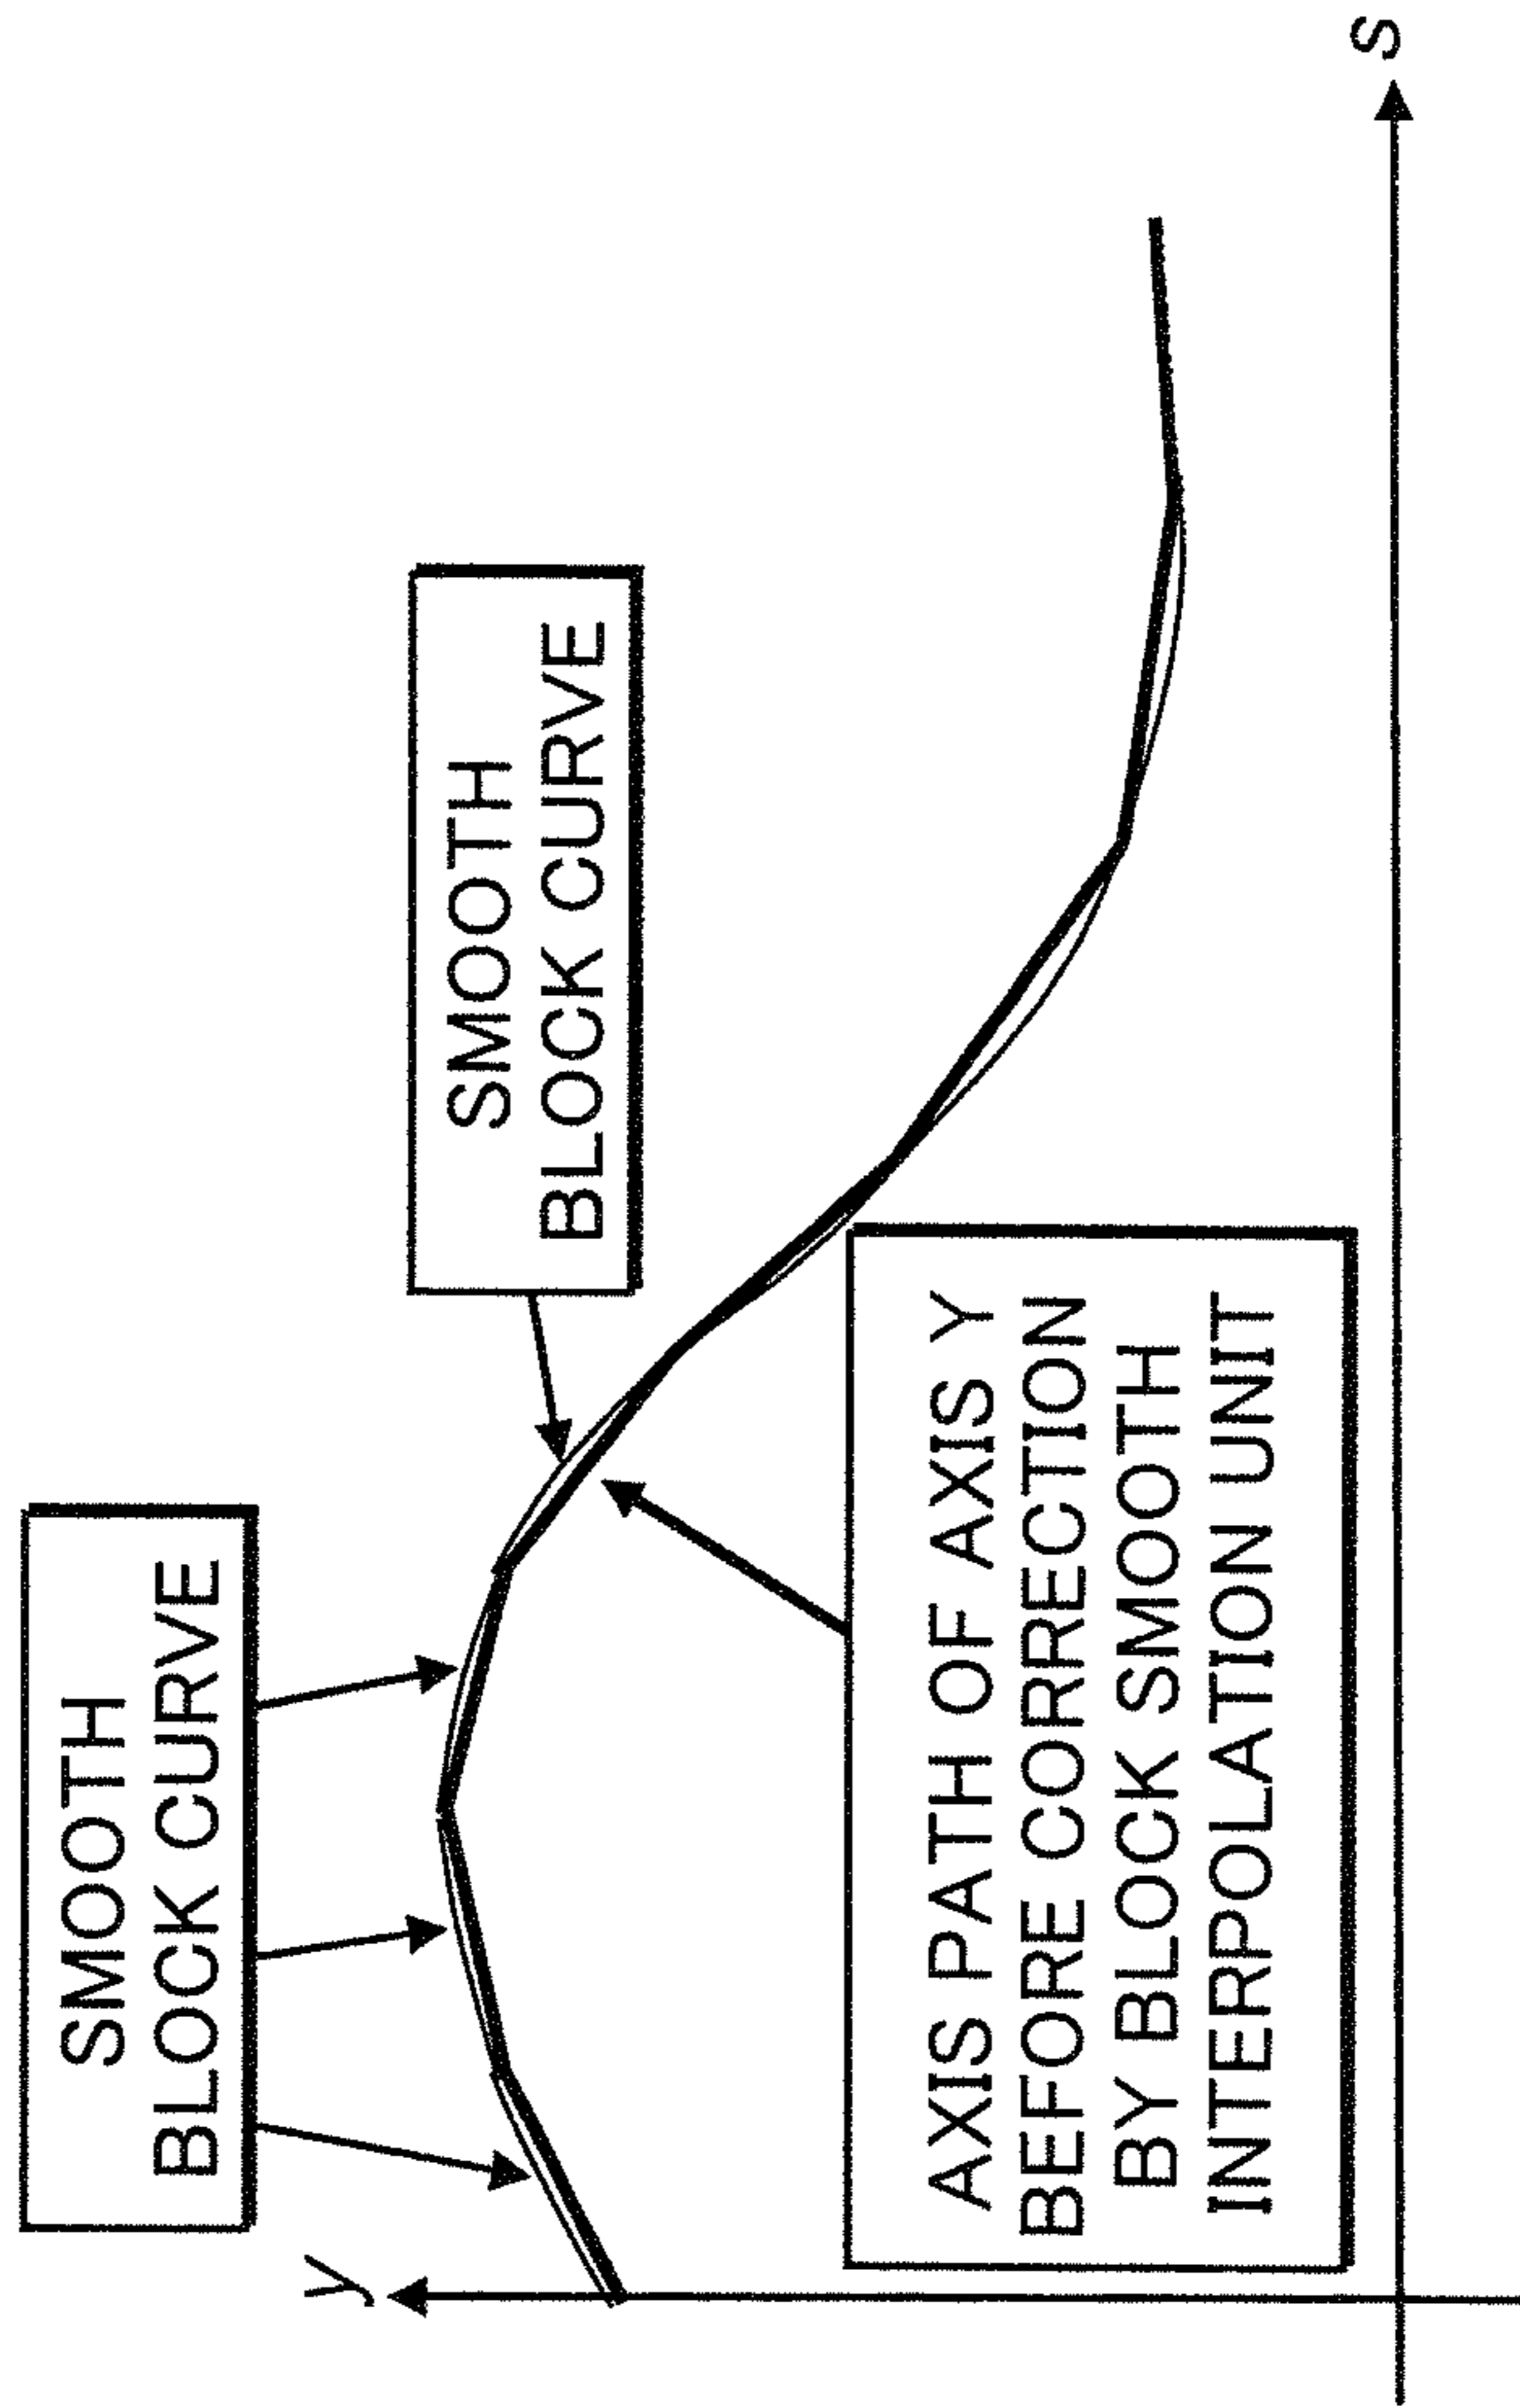 y
SMOOTH
BLOCK CURVE
SMOOTH
BLOCK CURVE
AXIS PATH OF AXIS Y
BEFORE CORRECTION
BY BLOCK SMOOTH
INTERPOLATION UNIT
s